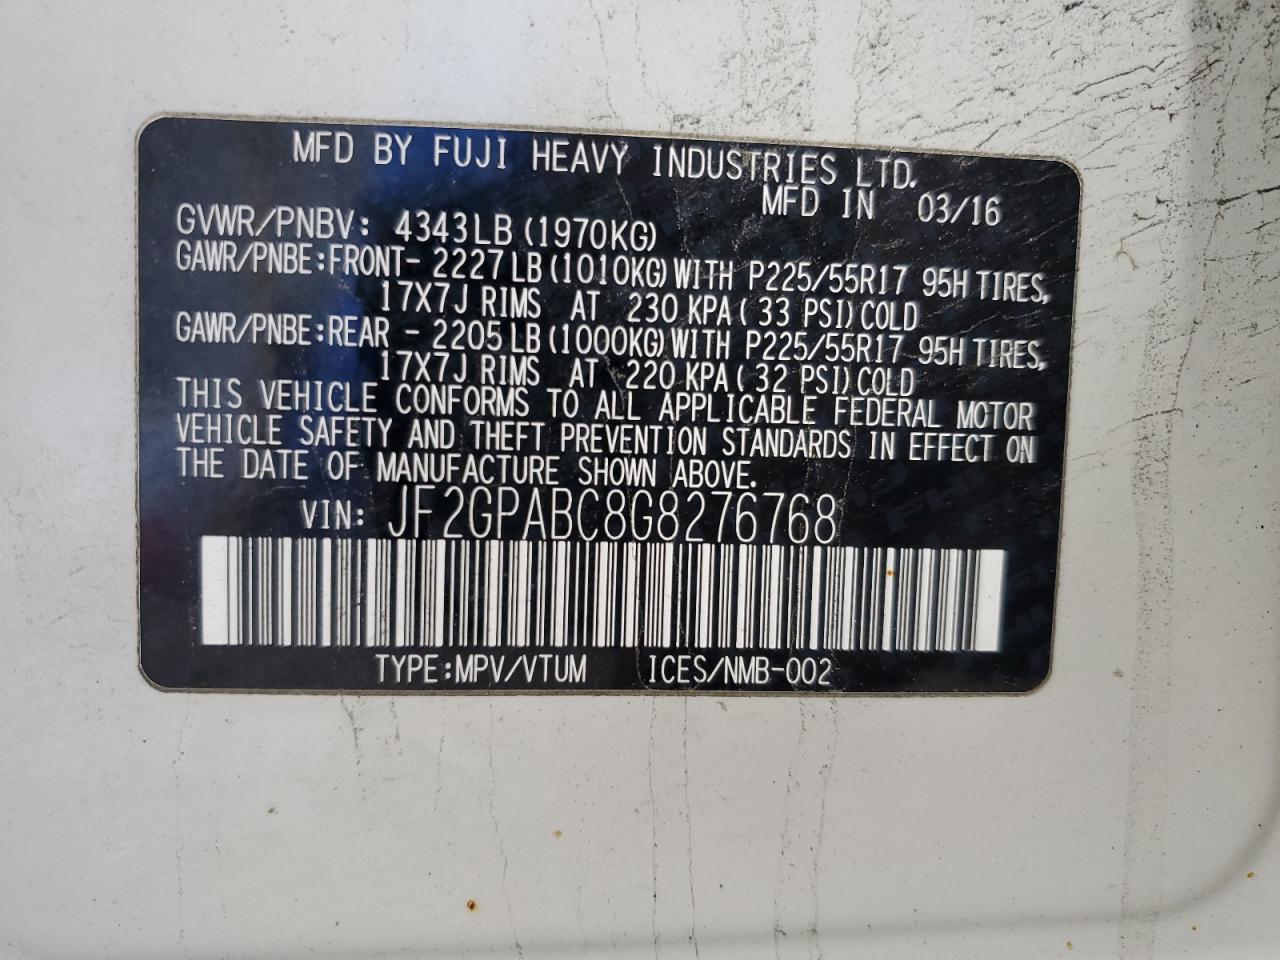 MFD BY FUJI HEAVY INDUSTRIES LTD.
MFD IN 03/16
GVWR/PNBV: 4343LB (1970KG)
GAWR/PNBE:FRONT- 2227LB(1010KG)WITH P225/55R17 95H TIRES,
17X7J RIMS AT 230 KPA( 33 PSI)COLD
GAWR/PNBE:REAR - 2205LB(1000KG)WITH P225/55R17 95H TIRES,
17X7J RIMS AT 220 KPA( 32 PSI)COLD
THIS VEHICLE CONFORMS TO ALL APPLICABLE FEDERAL MOTOR
VEHICLE SAFETY AND THEFT PREVENTION STANDARDS IN EFFECT ON
THE DATE OF MANUFACTURE SHOWN ABOVE.
VIN: JF2GPABC8G8276768
TYPE:MPV/VTUM ICES/NMB-002